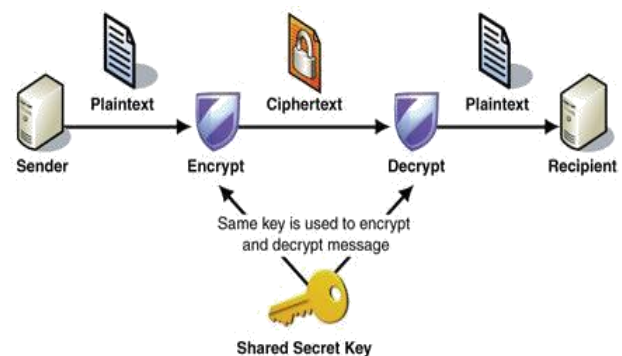 Plaintext
Ciphertext
Plaintext
Sender
Encrypt
Decrypt
Recipient
Same key is used to encrypt
and decrypt message
Shared Secret Key